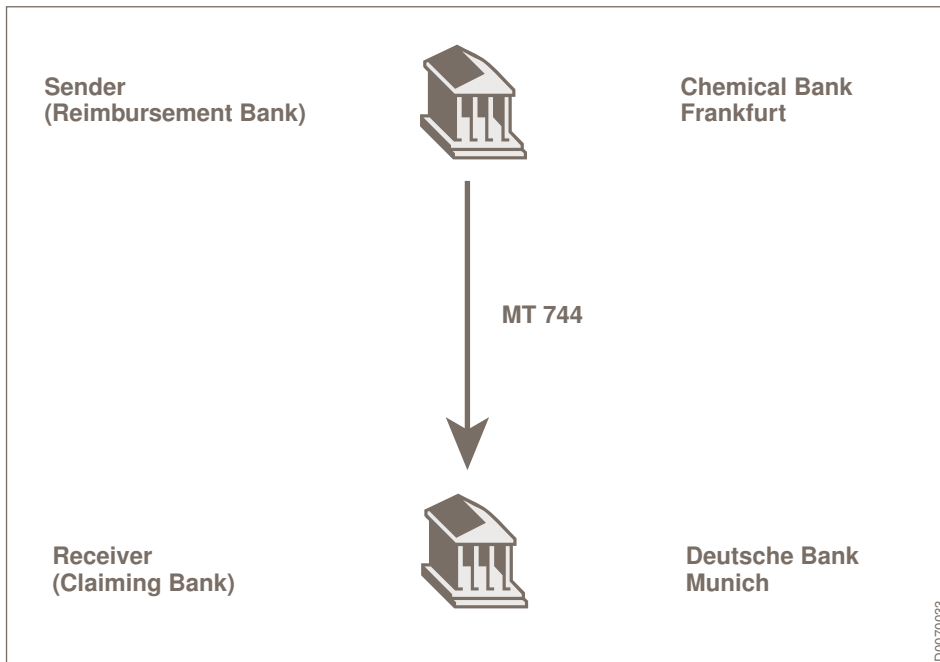 Sender
(Reimbursement Bank)
Chemical Bank
Frankfurt
MT 744
Receiver
(Claiming Bank)
Deutsche Bank
Munich